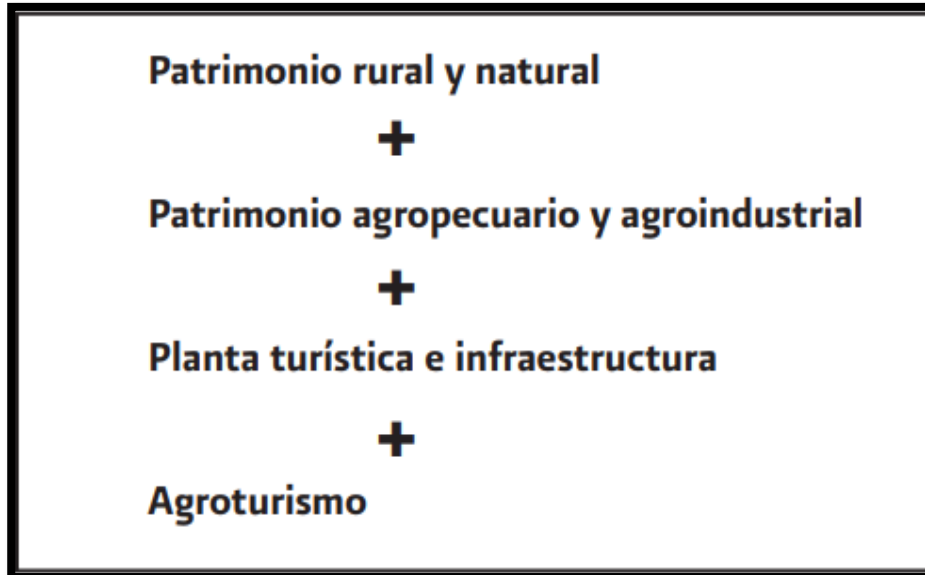 Patrimonio rural y natural
+
Patrimonio agropecuario y agroindustrial
+
Planta turística e infraestructura
+
Agroturismo